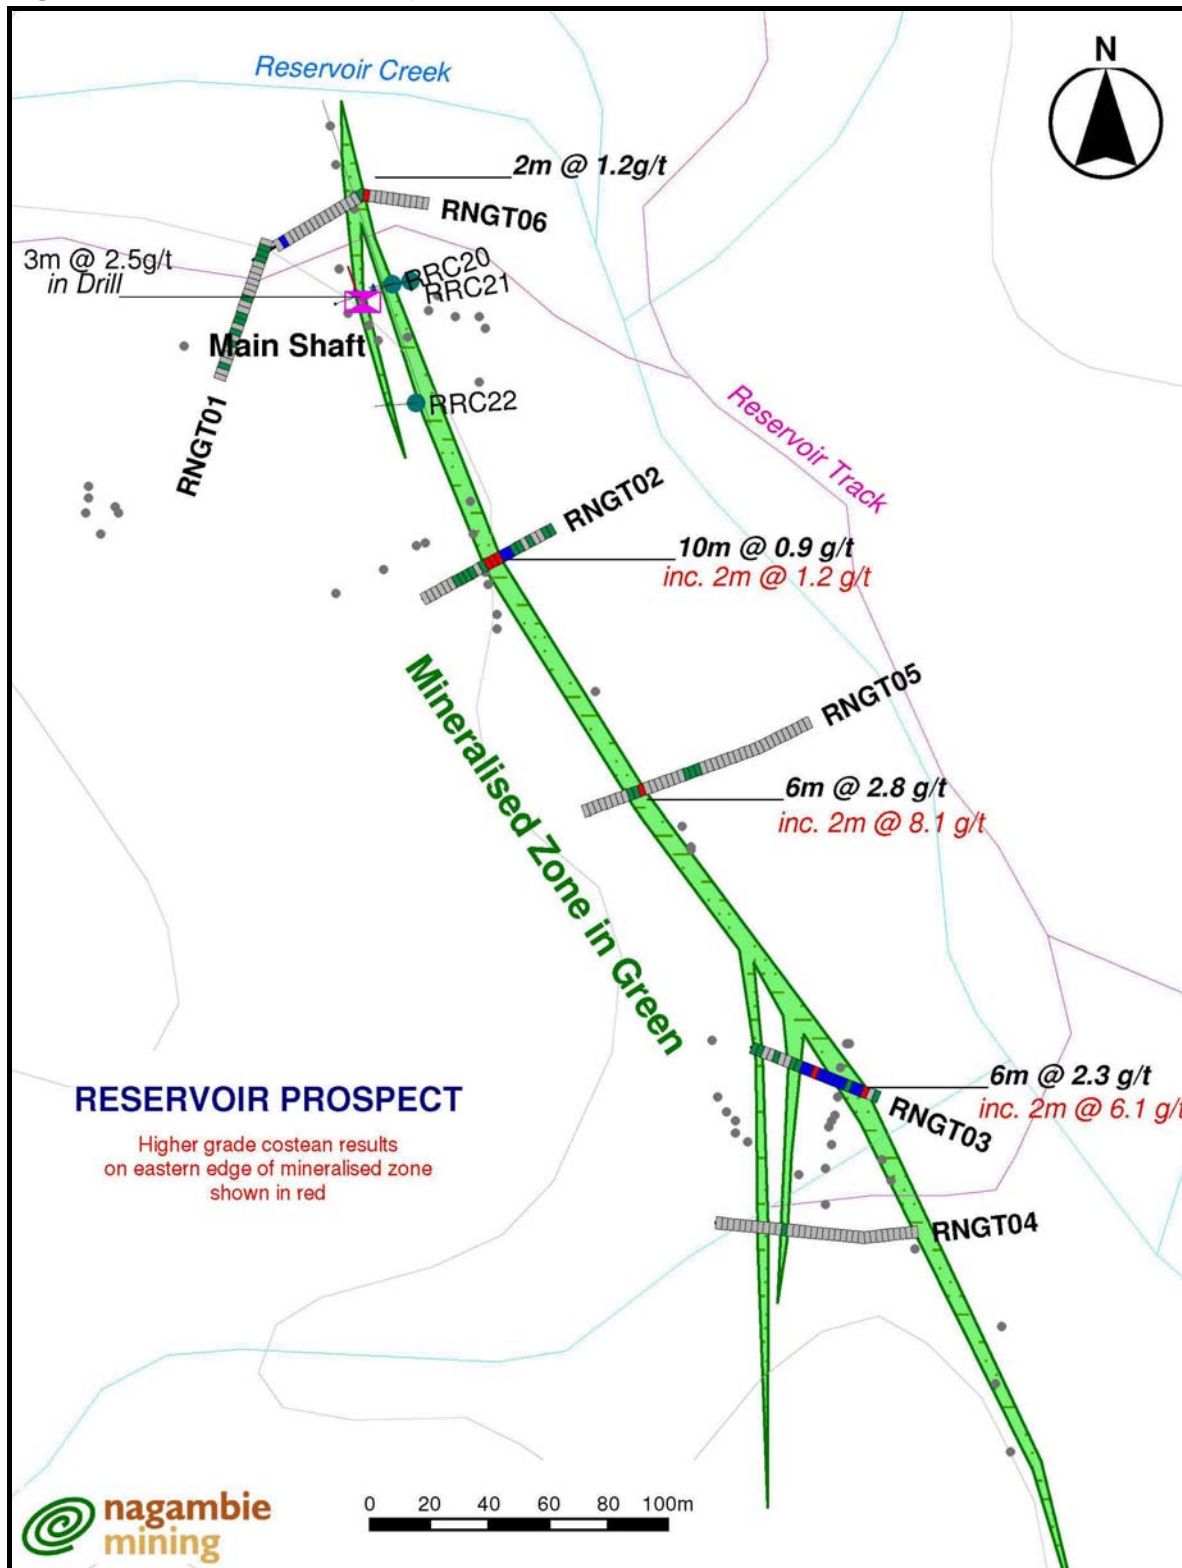 Reservoir Creek
N
2m @ 1.2g/t
RNGT06
3m @ 2.5g/t
in Drill
RRC20
RRC21
Main Shaft
RRC22
RNGT01
Reservoir Track
RNGT02
10m @ 0.9 g/t
inc. 2m @ 1.2 g/t
Mineralised Zone in Green
RNGT05
6m @ 2.8 g/t
inc. 2m @ 8.1 g/t
RESERVOIR PROSPECT
Higher grade costean results
on eastern edge of mineralised zone
shown in red
6m @ 2.3 g/t
inc. 2m @ 6.1 g/t
RNGT03
RNGT04
nagambie
mining
0 20 40 60 80 100m